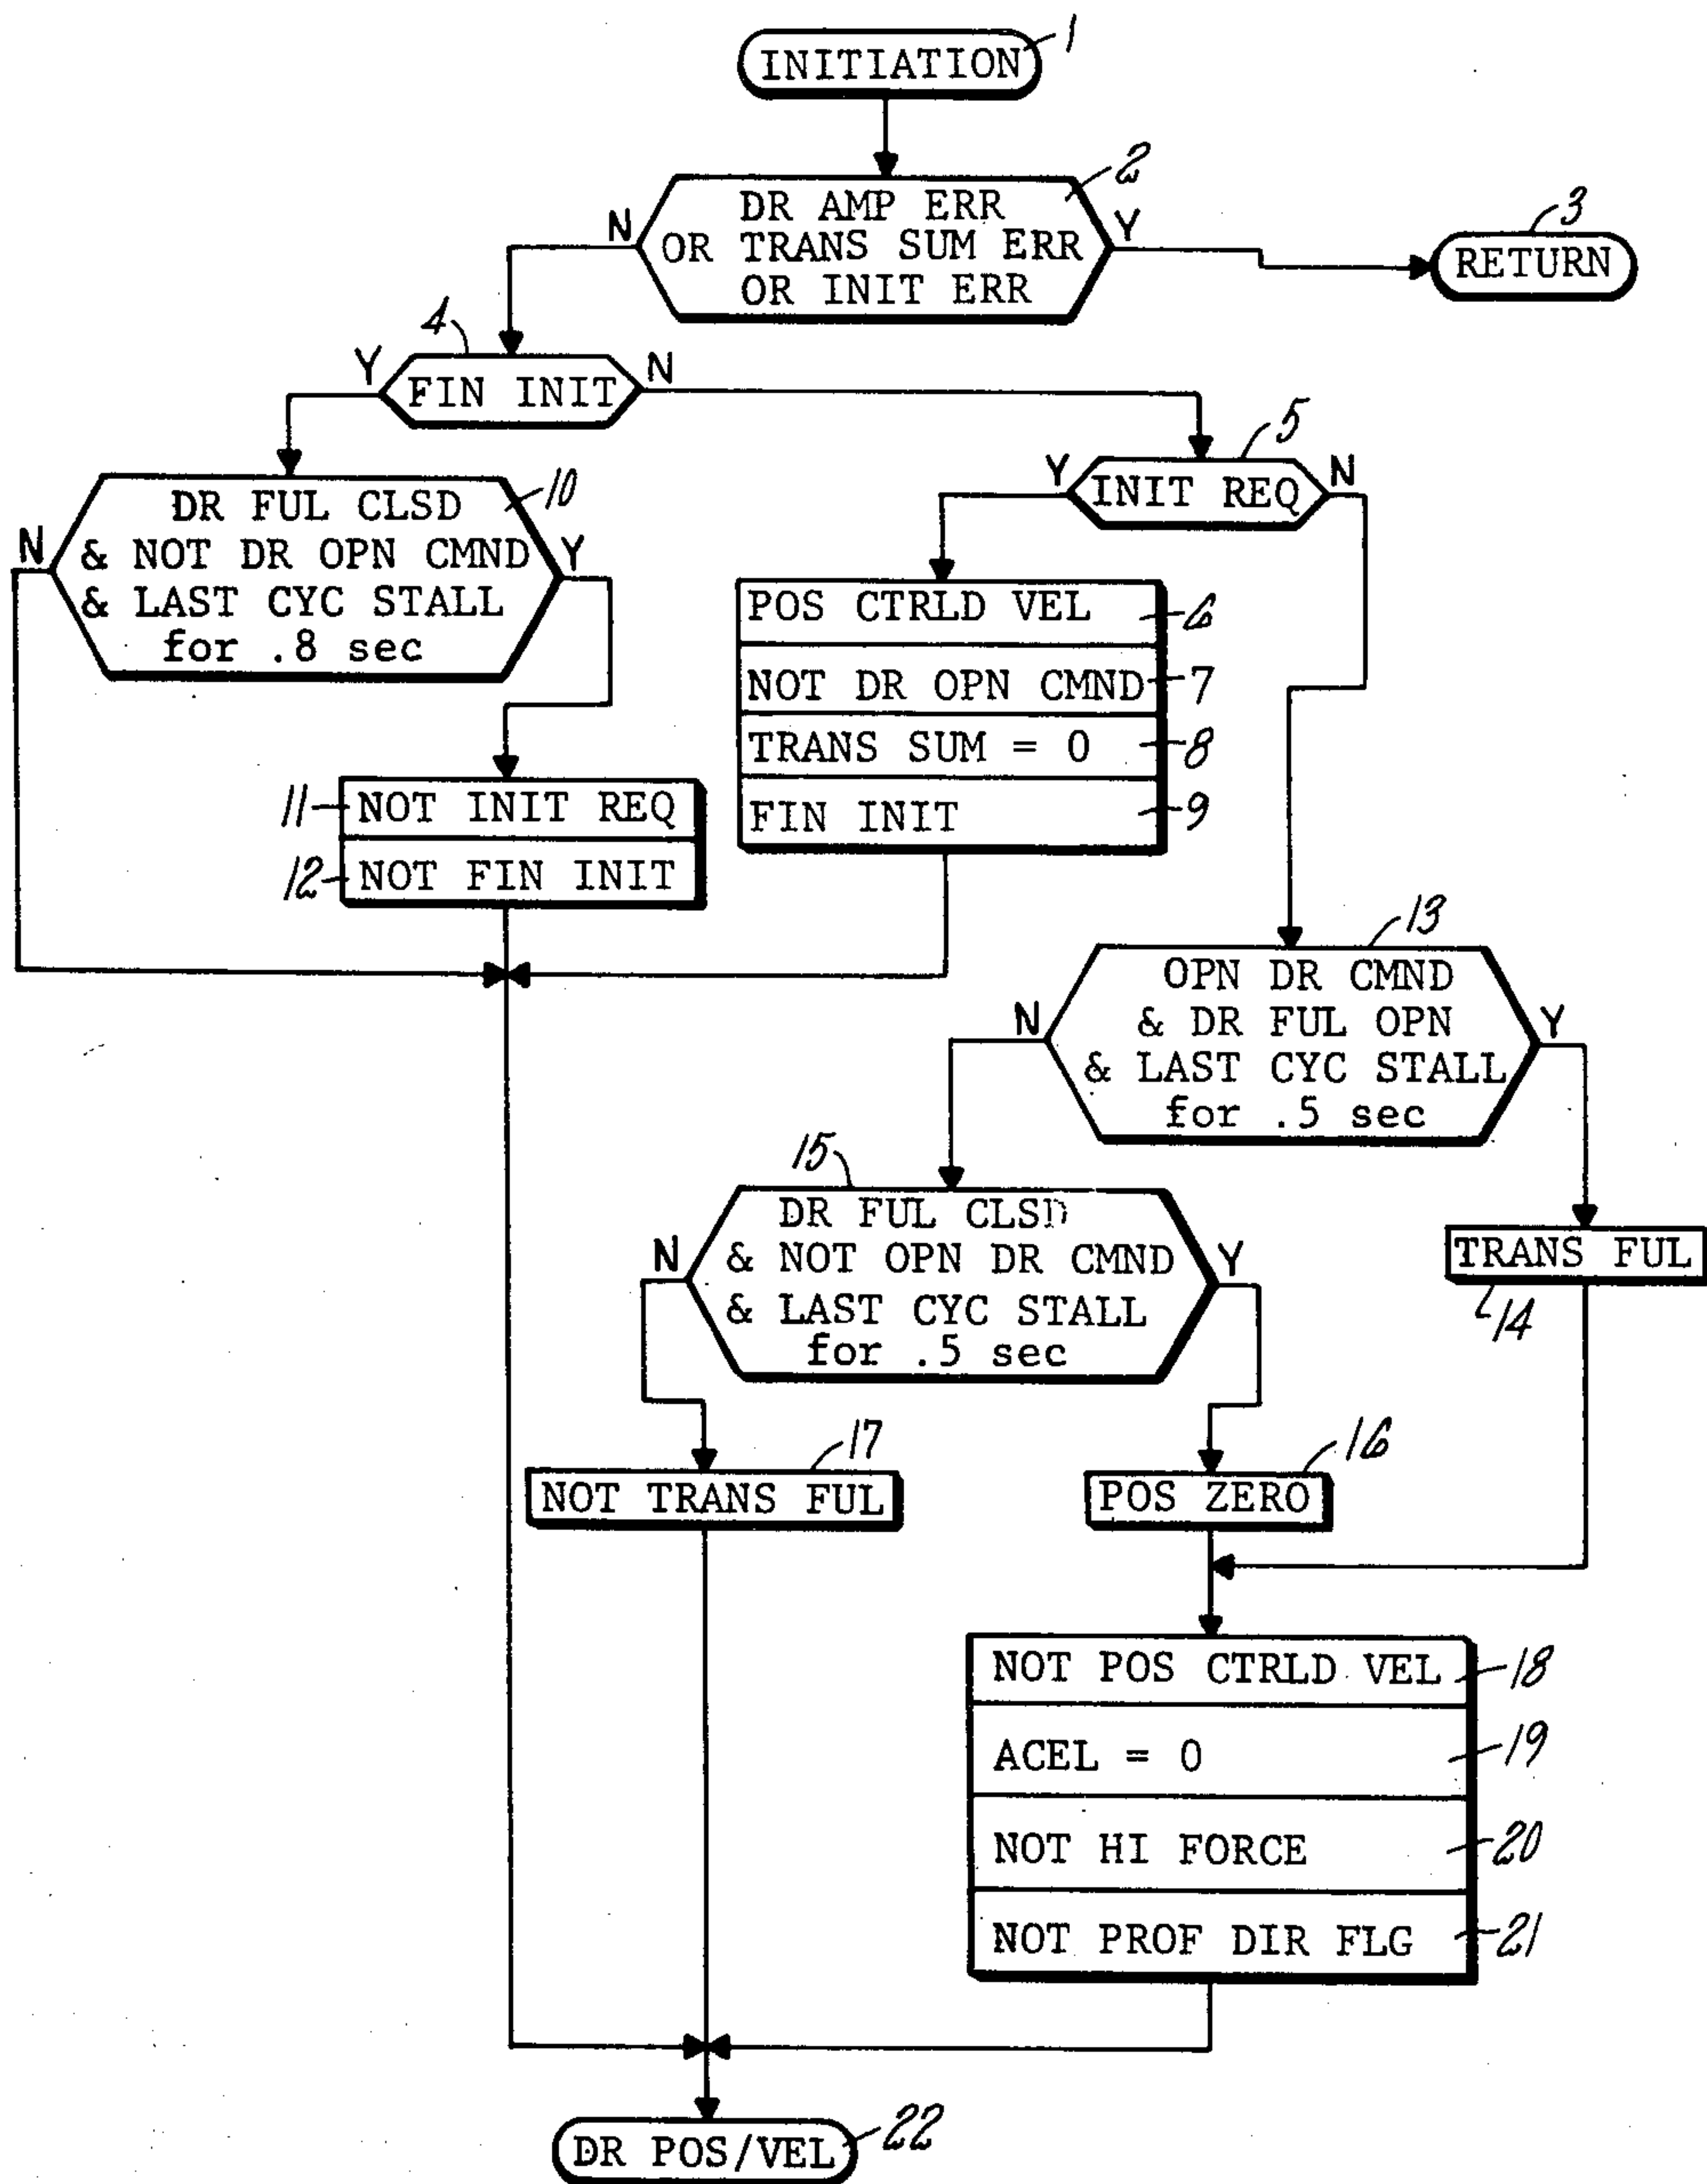 INITIATION
1
DR AMP ERR
OR TRANS SUM ERR
OR INIT ERR
2
N
Y
RETURN
3
FIN INIT
4
Y
N
INIT REQ
5
Y
N
DR FUL CLSD
& NOT DR OPN CMND
& LAST CYC STALL
for .8 sec
10
N
Y
POS CTRLD VEL 6
NOT DR OPN CMND 7
TRANS SUM = 0 8
FIN INIT 9
11 NOT INIT REQ
12 NOT FIN INIT
OPN DR CMND
& DR FUL OPN
& LAST CYC STALL
for .5 sec
13
N
Y
TRANS FUL
14
DR FUL CLSD
& NOT OPN DR CMND
& LAST CYC STALL
for .5 sec
15
N
Y
NOT TRANS FUL
17
POS ZERO
16
NOT POS CTRLD VEL 18
ACEL = 0 19
NOT HI FORCE 20
NOT PROF DIR FLG 21
DR POS/VEL 22